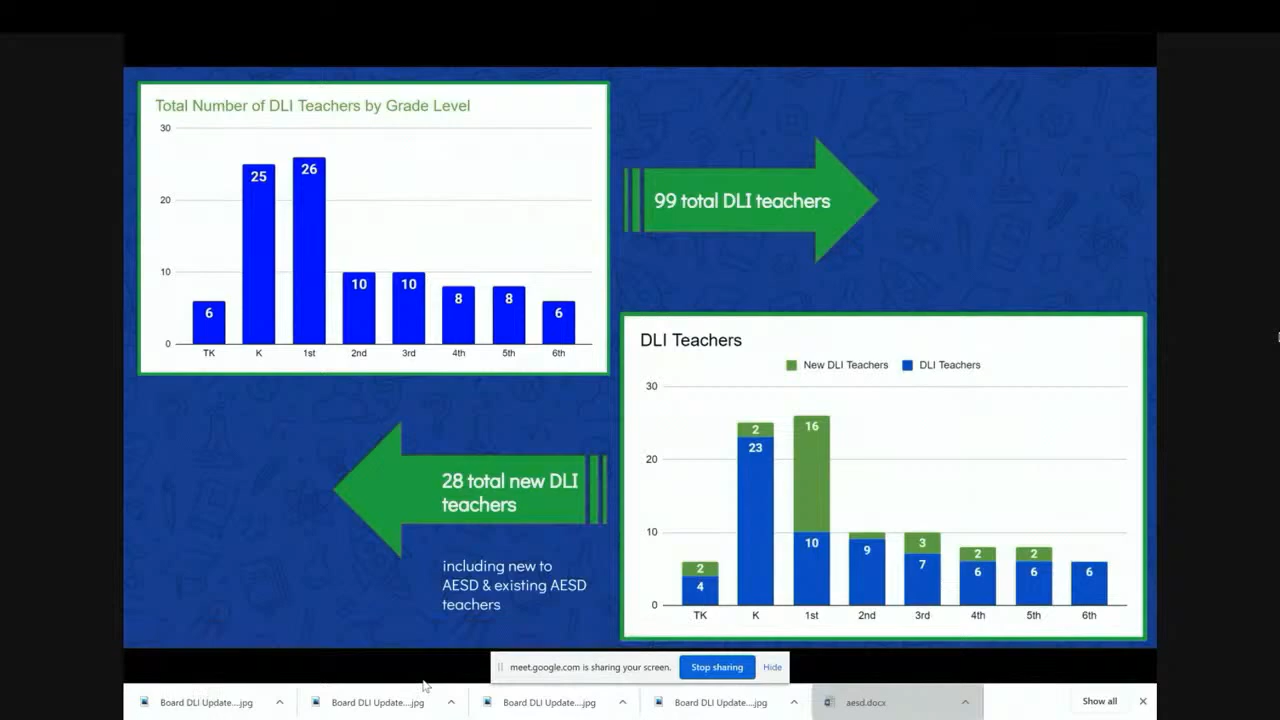 Total Number of DLI Teachers by Grade Level
30
20
10
0
6
25
26
10
10
8
8
6
TK K 1st 2nd 3rd 4th 5th 6th
99 total DLI teachers
28 total new DLI
teachers
including new to
AESD & existing AESD
teachers
DLI Teachers
New DLI Teachers DLI Teachers
30
20
10
0
2
4
2
23
16
10
9
3
7
2
6
2
6
6
TK K 1st 2nd 3rd 4th 5th 6th
meet.google.com is sharing your screen. Stop sharing Hide
Board DLI Update....jpg Board DLI Update....jpg Board DLI Update....jpg Board DLI Update....jpg aesd.docx Show all